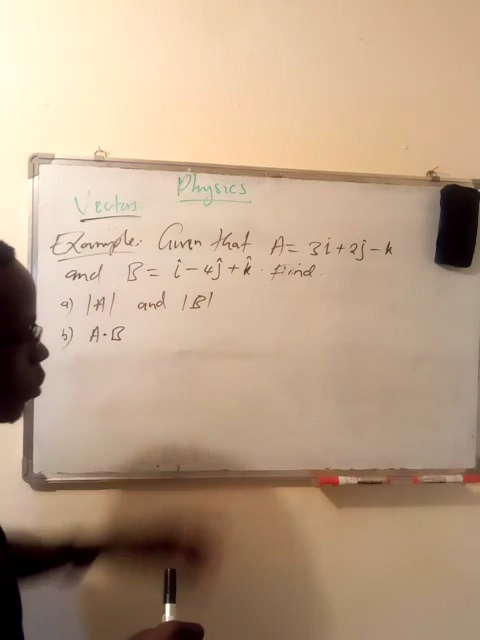 Physics
Vectors.
Example: Given that A = 3i + 2j - k
and B = î - 4ĵ + k̂. Find.
a) |A| and |B|
b) A · B